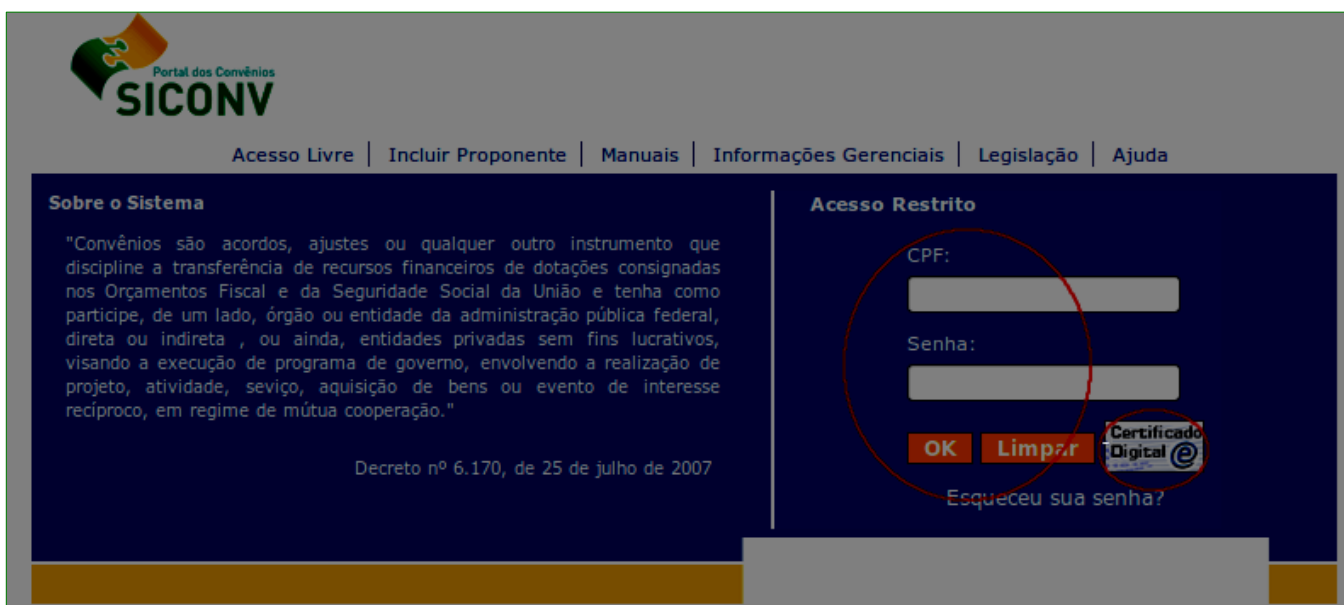 Portal dos Convênios
SICONV
Acesso Livre | Incluir Proponente | Manuais | Informações Gerenciais | Legislação | Ajuda
Sobre o Sistema
"Convênios são acordos, ajustes ou qualquer outro instrumento que
discipline a transferência de recursos financeiros de dotações consignadas
nos Orçamentos Fiscal e da Seguridade Social da União e tenha como
participe, de um lado, órgão ou entidade da administração pública federal,
direta ou indireta , ou ainda, entidades privadas sem fins lucrativos,
visando a execução de programa de governo, envolvendo a realização de
projeto, atividade, seviço, aquisição de bens ou evento de interesse
recíproco, em regime de mútua cooperação."
Decreto nº 6.170, de 25 de julho de 2007
Acesso Restrito
CPF:
Senha:
OK Limpar
Certificado
Digital
Esqueceu sua senha?